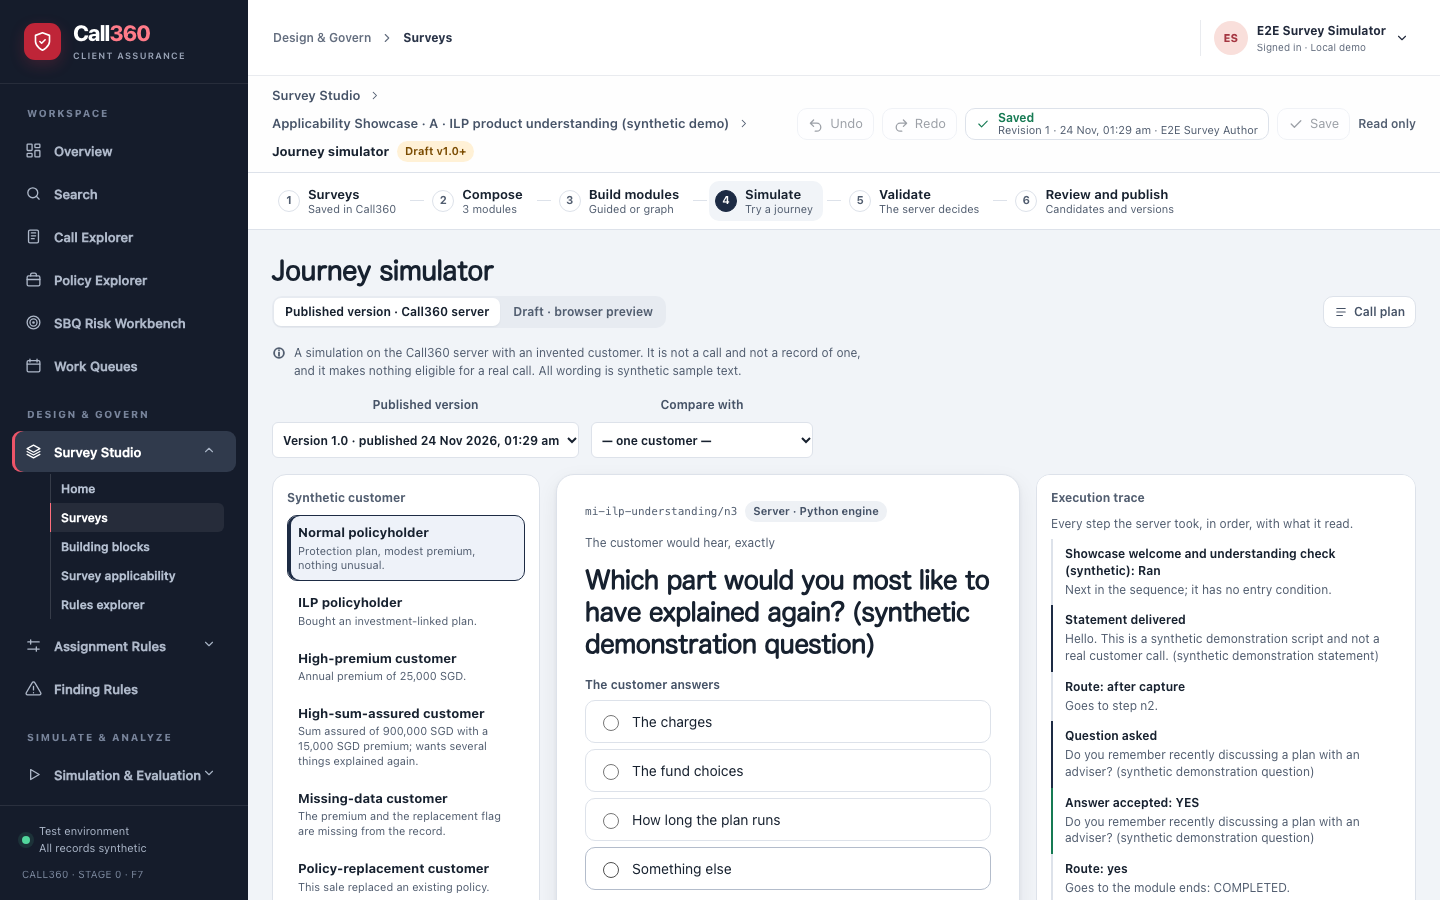 Call360
CLIENT ASSURANCE
WORKSPACE
Overview
Search
Call Explorer
Policy Explorer
SBQ Risk Workbench
Work Queues
DESIGN & GOVERN
Survey Studio
Home
Surveys
Building blocks
Survey applicability
Rules explorer
Assignment Rules
Finding Rules
SIMULATE & ANALYZE
Simulation & Evaluation
Test environment
All records synthetic
CALL360 · STAGE 0 · F7
Design & Govern
Surveys
ES
E2E Survey Simulator
Signed in · Local demo
Survey Studio
Applicability Showcase · A · ILP product understanding (synthetic demo)
Journey simulator
Draft v1.0+
Undo
Redo
Saved
Revision 1 · 24 Nov, 01:29 am · E2E Survey Author
Save
Read only
1
Surveys
Saved in Call360
2
Compose
3 modules
3
Build modules
Guided or graph
4
Simulate
Try a journey
5
Validate
The server decides
6
Review and publish
Candidates and versions
Journey simulator
Published version · Call360 server
Draft · browser preview
Call plan
A simulation on the Call360 server with an invented customer. It is not a call and not a record of one,
and it makes nothing eligible for a real call. All wording is synthetic sample text.
Published version
Compare with
Version 1.0 · published 24 Nov 2026, 01:29 am
— one customer —
Synthetic customer
Normal policyholder
Protection plan, modest premium,
nothing unusual.
ILP policyholder
Bought an investment-linked plan.
High-premium customer
Annual premium of 25,000 SGD.
High-sum-assured customer
Sum assured of 900,000 SGD with a
15,000 SGD premium; wants several
things explained again.
Missing-data customer
The premium and the replacement flag
are missing from the record.
Policy-replacement customer
This sale replaced an existing policy.
mi-ilp-understanding/n3
Server · Python engine
The customer would hear, exactly
Which part would you most like to
have explained again? (synthetic
demonstration question)
The customer answers
The charges
The fund choices
How long the plan runs
Something else
Execution trace
Every step the server took, in order, with what it read.
Showcase welcome and understanding check
(synthetic): Ran
Next in the sequence; it has no entry condition.
Statement delivered
Hello. This is a synthetic demonstration script and not a
real customer call. (synthetic demonstration statement)
Route: after capture
Goes to step n2.
Question asked
Do you remember recently discussing a plan with an
adviser? (synthetic demonstration question)
Answer accepted: YES
Do you remember recently discussing a plan with an
adviser? (synthetic demonstration question)
Route: yes
Goes to the module ends: COMPLETED.